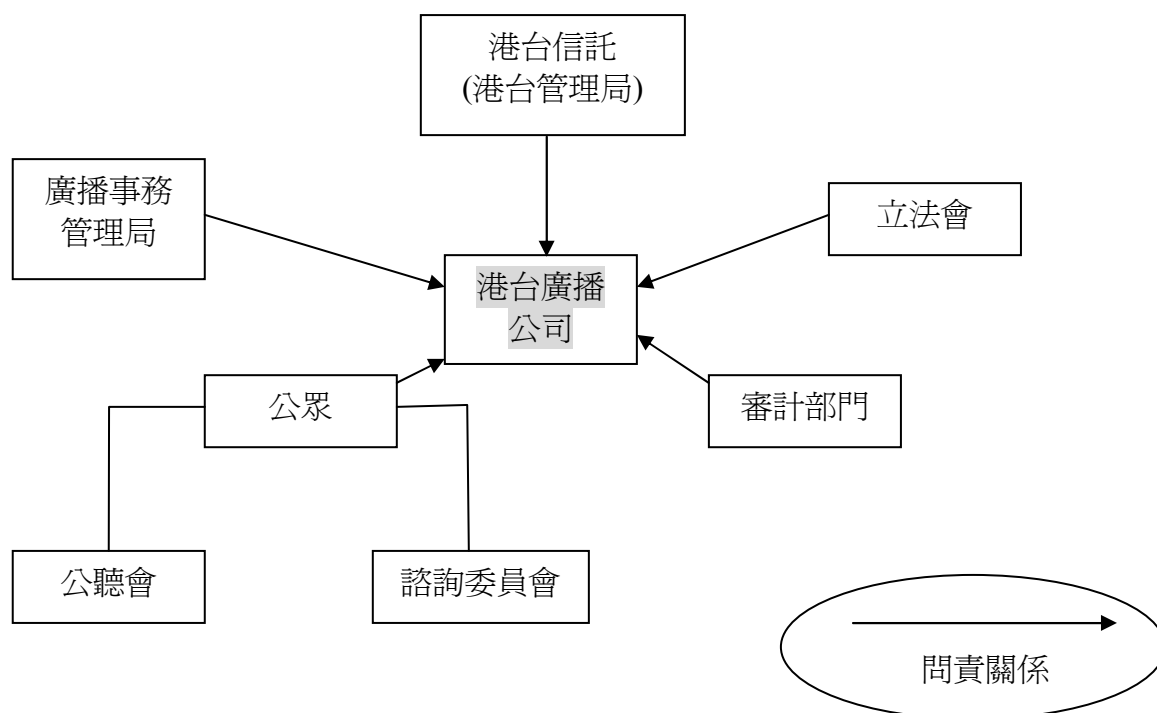 港台信託
(港台管理局)
廣播事務
管理局
立法會
港台廣播
公司
公眾
審計部門
公聽會
諮詢委員會
問責關係